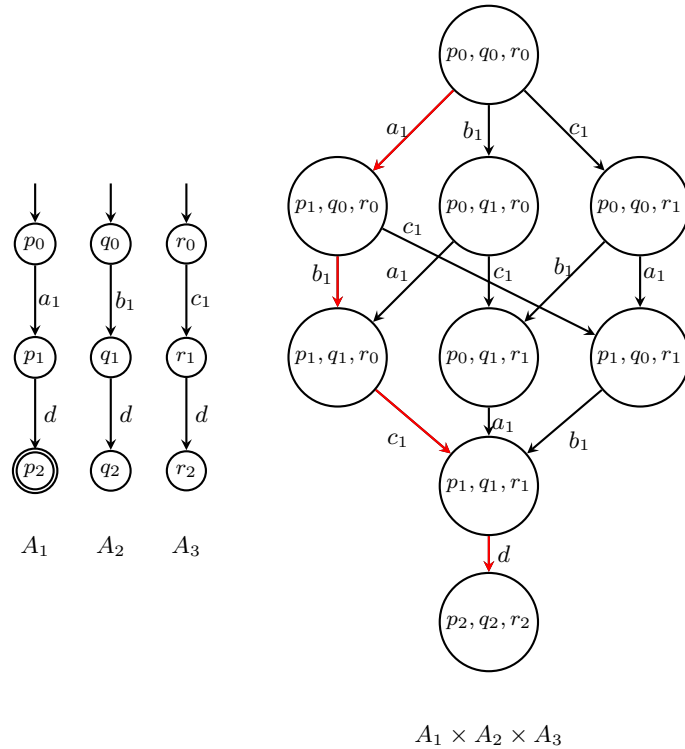 p₀, q₀, r₀
a₁ b₁ c₁
p₁, q₀, r₀ p₀, q₁, r₀ p₀, q₀, r₁
p₀ q₀ r₀
c₁
b₁ a₁ c₁ b₁ a₁
a₁ b₁ c₁
p₁ q₁ r₁
p₁, q₁, r₀ p₀, q₁, r₁ p₁, q₀, r₁
d d d
c₁ a₁ b₁
p₂ q₂ r₂
p₁, q₁, r₁
A₁ A₂ A₃
d
p₂, q₂, r₂
A₁ × A₂ × A₃